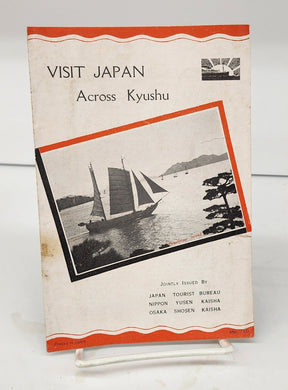 VISIT JAPAN
Across Kyushu
JOINTLY ISSUED BY
JAPAN TOURIST BUREAU
NIPPON YUSEN KAISHA
OSAKA SHOSEN KAISHA